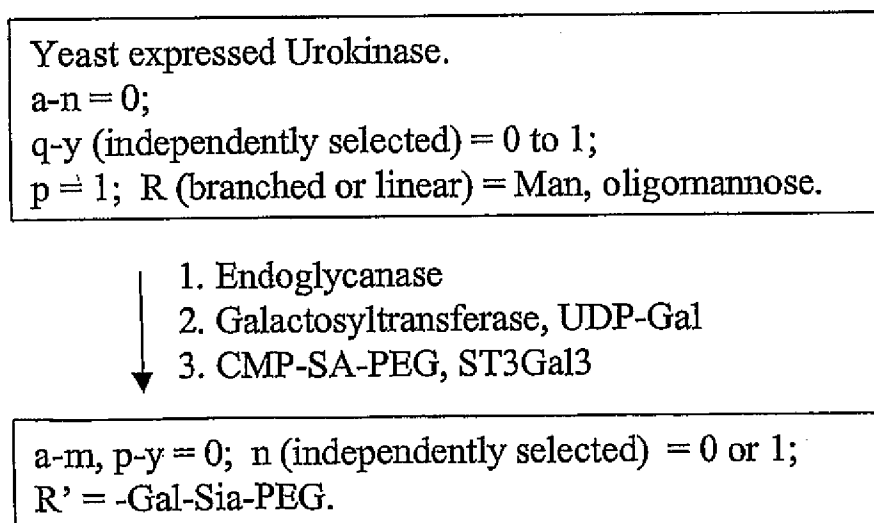 Yeast expressed Urokinase.
a-n = 0;
q-y (independently selected) = 0 to 1;
p = 1; R (branched or linear) = Man, oligomannose.
1. Endoglycanase
2. Galactosyltransferase, UDP-Gal
3. CMP-SA-PEG, ST3Gal3
a-m, p-y = 0; n (independently selected) = 0 or 1;
R' = -Gal-Sia-PEG.